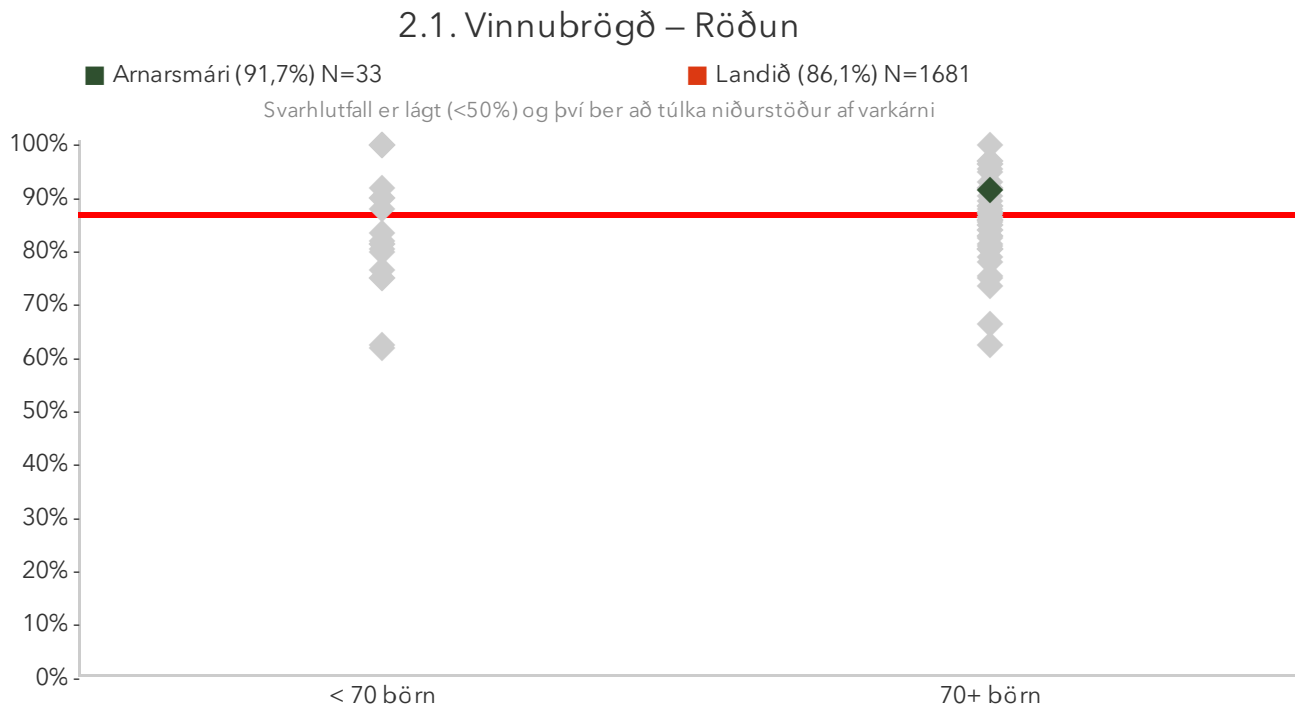 2.1. Vinnubrögð – Röðun
Arnarsmári (91,7%) N=33
Landið (86,1%) N=1681
Svarhlutfall er lágt (<50%) og því ber að túlka niðurstöður af varkárni
100%
90%
80%
70%
60%
50%
40%
30%
20%
10%
0%
< 70 börn
70+ börn